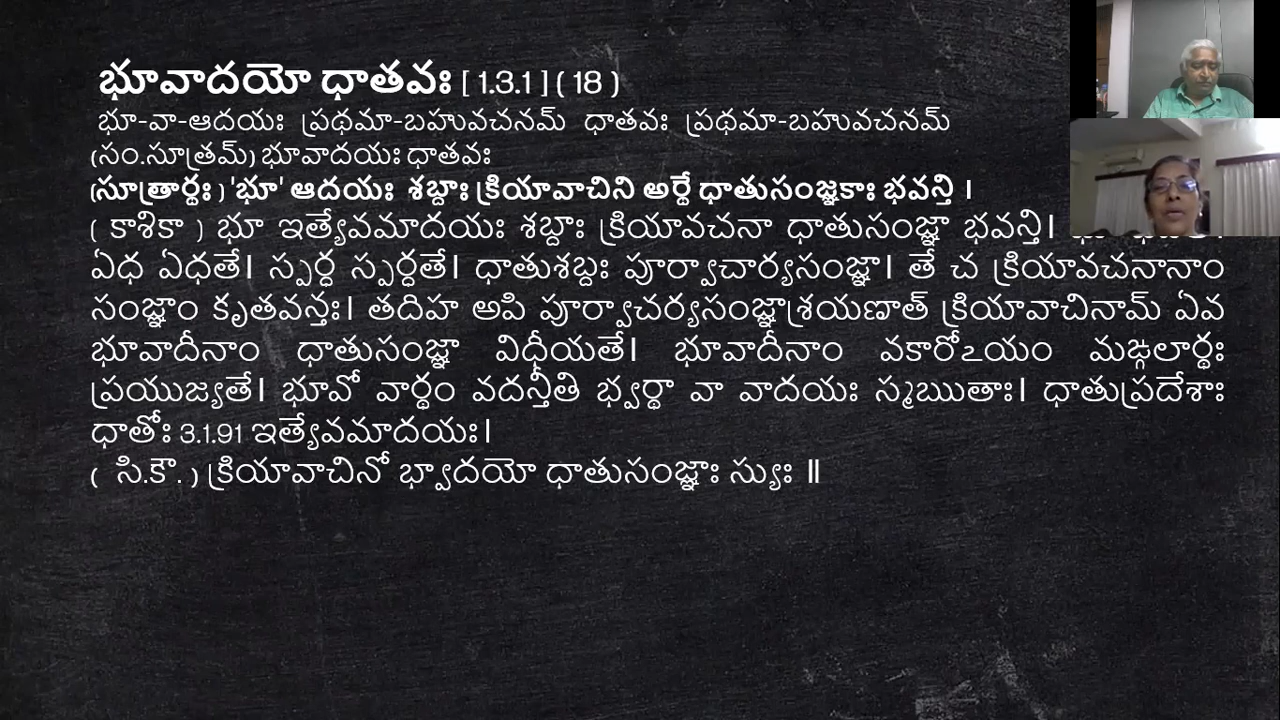 భూవాదయో ధాతవః [ 1.3.1 ] ( 18 )
భూ-వా-ఆదయః ప్రథమా-బహువచనమ్ ధాతవః ప్రథమా-బహువచనమ్
(సం.సూత్రమ్) భూవాదయః ధాతవః
(సూత్రార్థః ) 'భూ' ఆదయః శబ్దాః క్రియావాచిని అర్థే ధాతుసంజ్ఞకాః భవన్తి ।
( కాశికా ) భూ ఇత్యేవమాదయః శబ్దాః క్రియావచనా ధాతుసంజ్ఞా భవన్తి।
ఏధ ఏధతే। స్పర్ధ స్పర్ధతే। ధాతుశబ్దః పూర్వాచార్యసంజ్ఞా। తే చ క్రియావచనానాం
సంజ్ఞాం కృతవన్తః। తదిహ అపి పూర్వాచర్యసంజ్ఞాశ్రయణాత్ క్రియావాచినామ్ ఏవ
భూవాదీనాం ధాతుసంజ్ఞా విధీయతే। భూవాదీనాం వకారోఽయం మఙ్గలార్థః
ప్రయుజ్యతే। భూవో వార్థం వదన్తీతి భ్వర్థా వా వాదయః స్మఋతాః। ధాతుప్రదేశాః
ధాతోః 3.1.91 ఇత్యేవమాదయః।
( సి.కౌ. ) క్రియావాచినో భ్వాదయో ధాతుసంజ్ఞాః స్యుః ॥